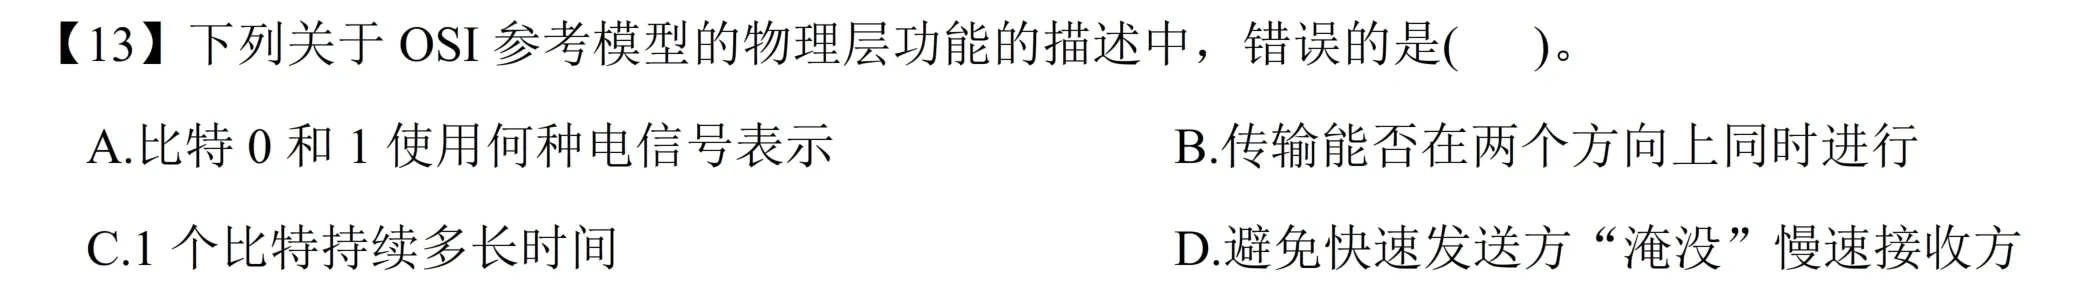 【13】下列关于 OSI 参考模型的物理层功能的描述中，错误的是(   )。
A.比特 0 和 1 使用何种电信号表示 B.传输能否在两个方向上同时进行
C.1 个比特持续多长时间 D.避免快速发送方“淹没”慢速接收方